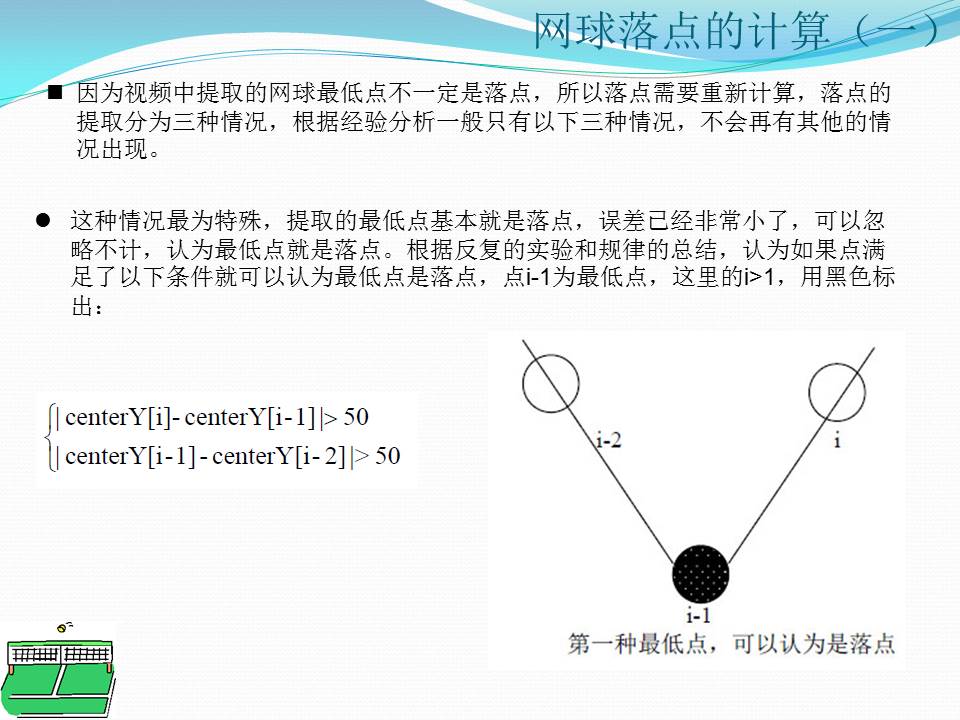 网球落点的计算（一）
■ 因为视频中提取的网球最低点不一定是落点，所以落点需要重新计算，落点的
提取分为三种情况，根据经验分析一般只有以下三种情况，不会再有其他的情
况出现。
● 这种情况最为特殊，提取的最低点基本就是落点，误差已经非常小了，可以忽
略不计，认为最低点就是落点。根据反复的实验和规律的总结，认为如果点满
足了以下条件就可以认为最低点是落点，点i-1为最低点，这里的i>1，用黑色标
出：
| centerY[i]- centerY[i-1]|> 50
| centerY[i-1] - centerY[i- 2]|> 50
i-2
i
i-1
第一种最低点，可以认为是落点